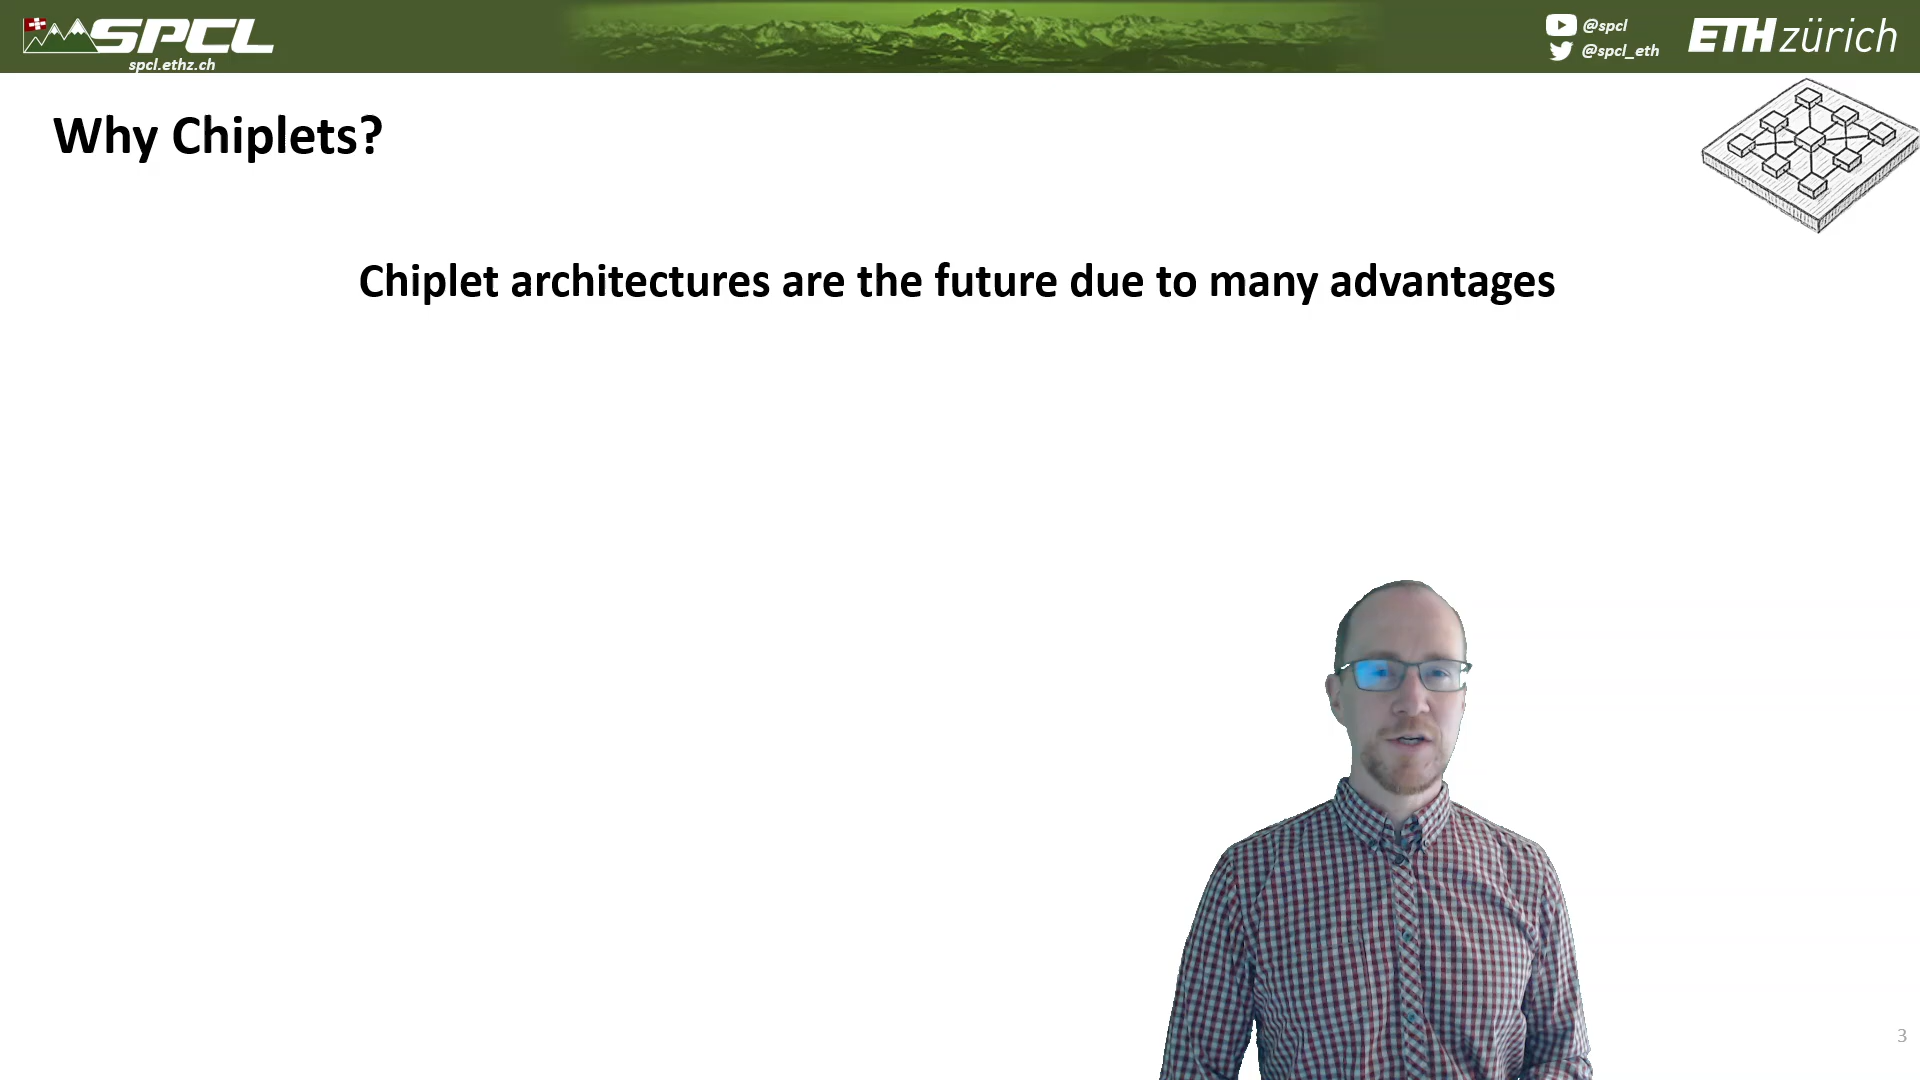 SPCL
spcl.ethz.ch
@spcl
@spcl_eth
ETH zürich
Why Chiplets?
Chiplet architectures are the future due to many advantages
3